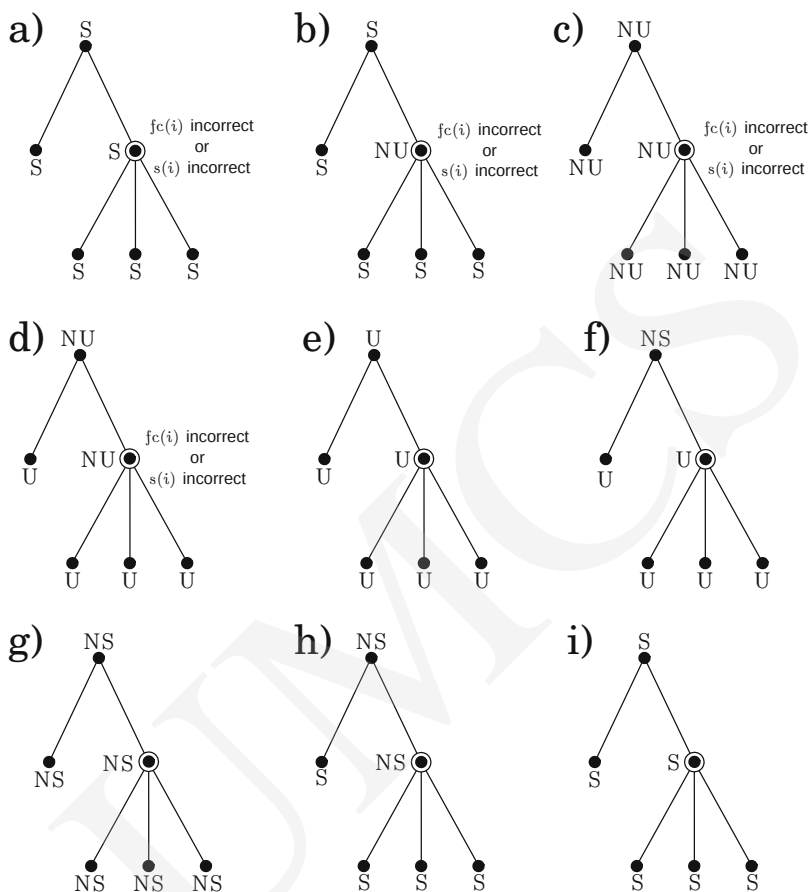 a)
S
fc(i) incorrect
or
s(i) incorrect
S
S
S
S
S
b)
S
fc(i) incorrect
or
s(i) incorrect
S
NU
S
S
S
c)
NU
fc(i) incorrect
or
s(i) incorrect
NU
NU
NU
NU
NU
d)
NU
fc(i) incorrect
or
s(i) incorrect
U
NU
U
U
U
e)
U
U
U
U
U
U
f)
NS
U
U
U
U
U
g)
NS
NS
NS
NS
NS
NS
h)
NS
S
NS
S
S
S
i)
S
S
S
S
S
S
UMCS